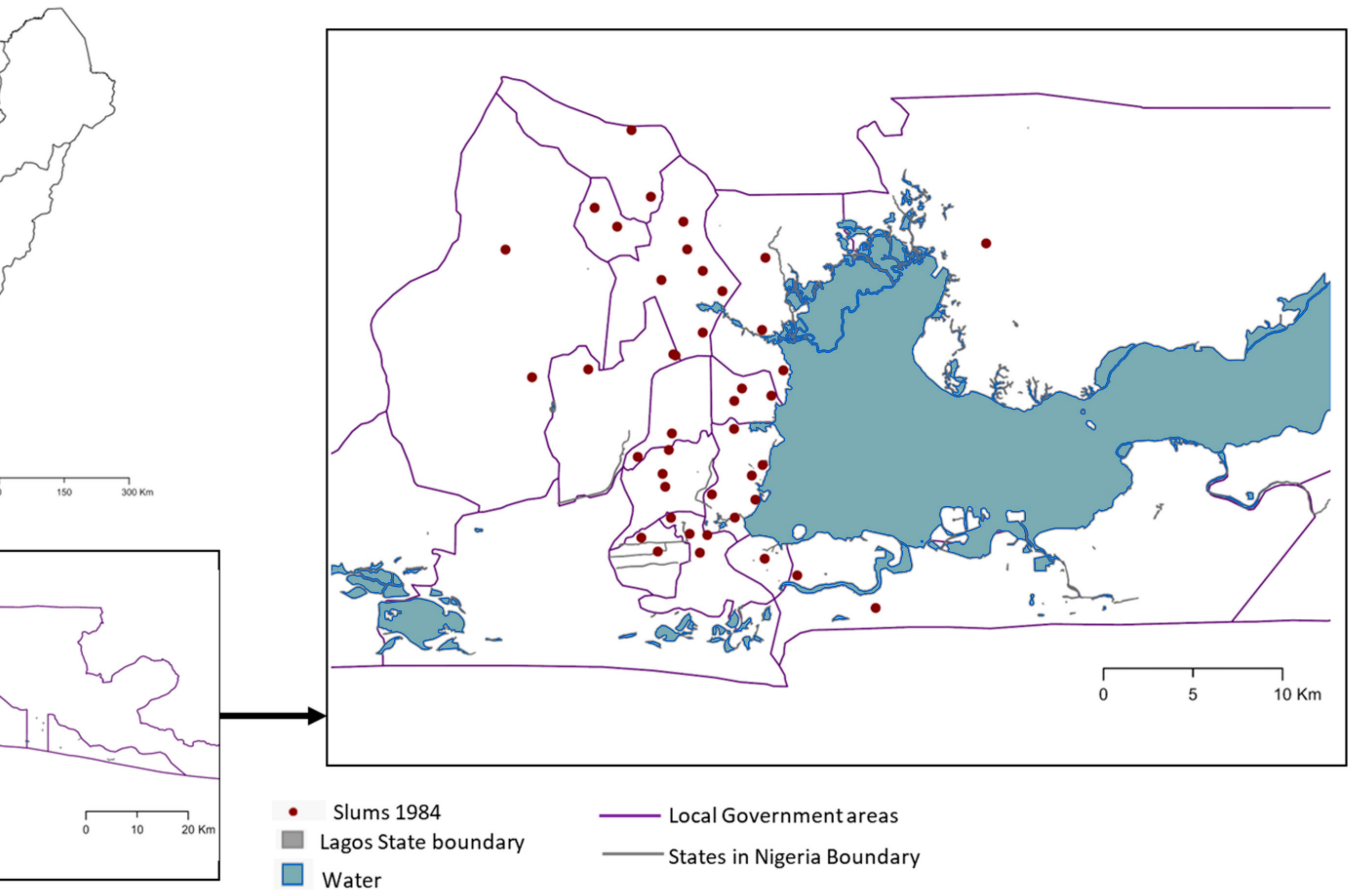 150 300 Km
0 5 10 Km
0 10 20 Km
Slums 1984
Lagos State boundary
Water
Local Government areas
States in Nigeria Boundary